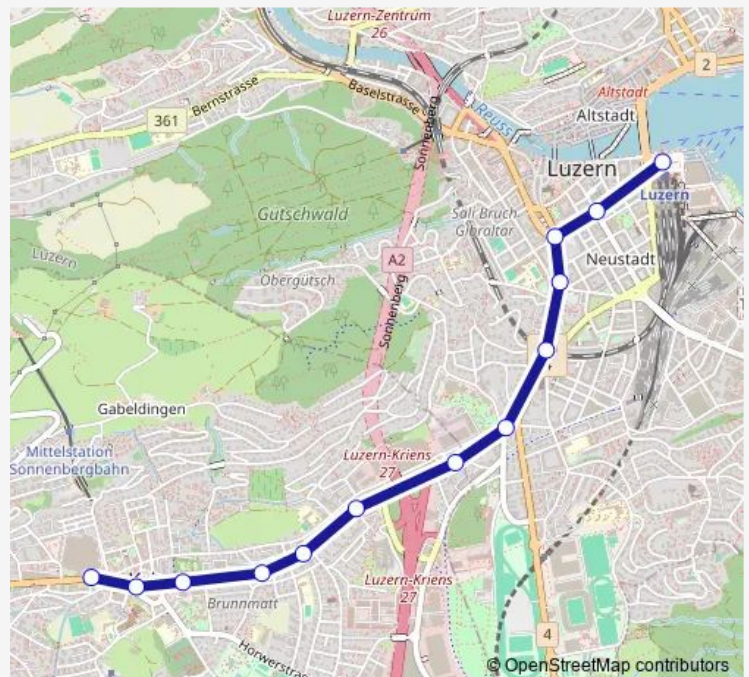 Luzern-Zentrum
26
2
Bernstrasse
Baselstrasse
361
Sonnenberg
Reuss
Altstadt
Altstadt
Luzern
Luzern
Gutschwald
Sali Bruch
Gibraltar
Luzern
A2
Neustadt
Obergütsch
Sonnenberg
Gabeldingen
Mittelstation
Sonnenbergbahn
Luzern-Kriens
27
Luzern-Kriens
27
Brunnmatt
4
Horwerstras
© OpenStreetMap contributors